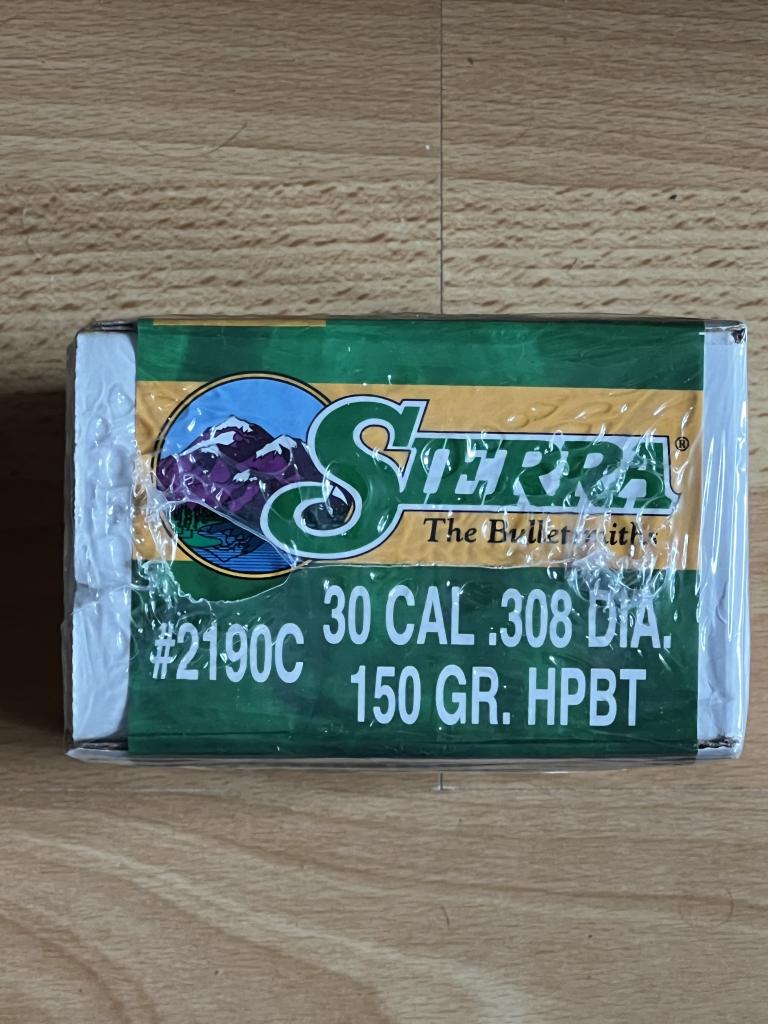 SIERRA®
The Bulletsmiths
#2190C
30 CAL .308 DIA.
150 GR. HPBT